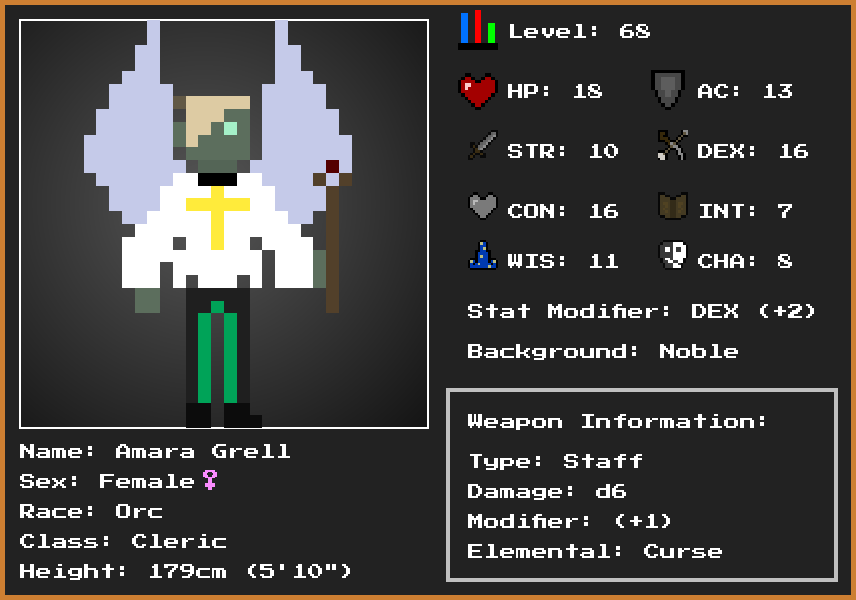 Level: 68
HP: 18
AC: 13
STR: 10
DEX: 16
CON: 16
INT: 7
WIS: 11
CHA: 8
Stat Modifier: DEX (+2)
Background: Noble
Weapon Information:
Type: Staff
Damage: d6
Modifier: (+1)
Elemental: Curse
Name: Amara Grell
Sex: Female♀
Race: Orc
Class: Cleric
Height: 179cm (5'10")